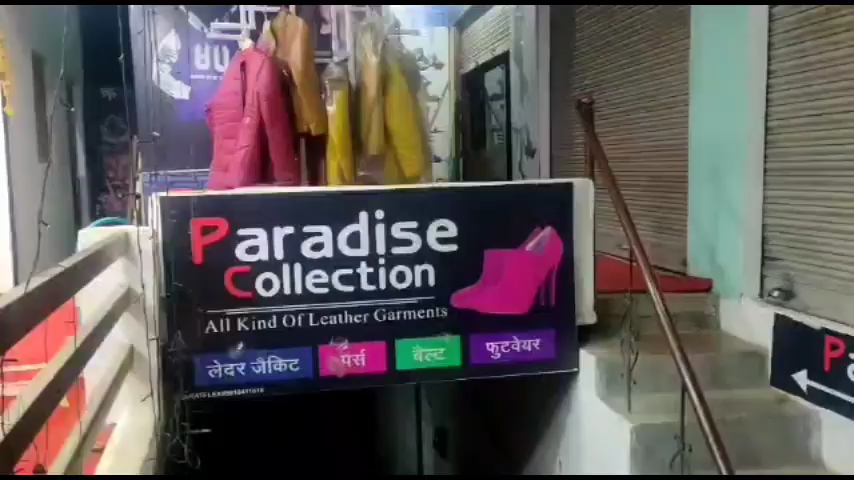 Paradise
Collection
All Kind Of Leather Garments
लेदर जैकिट
पर्स
बैल्ट
फुटवेयर